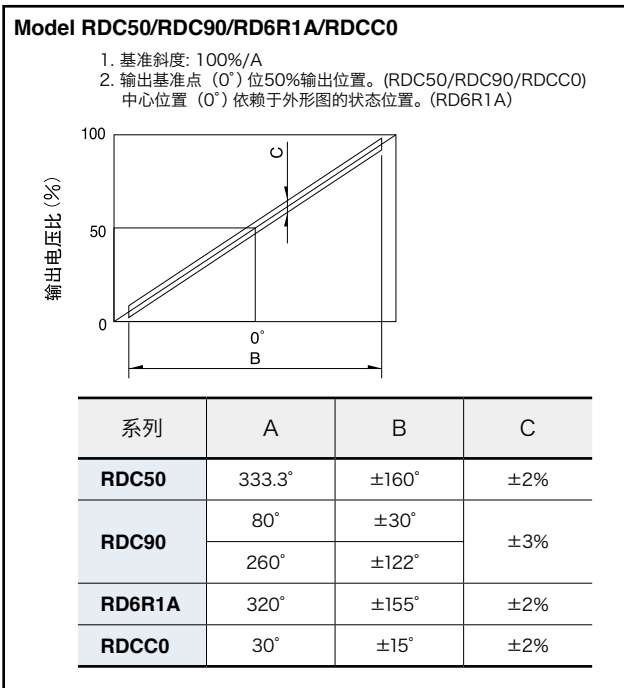 Model RDC50/RDC90/RD6R1A/RDCC0
1. 基准斜度: 100%/A
2. 输出基准点（0°）位50%输出位置。(RDC50/RDC90/RDCC0)
中心位置（0°）依赖于外形图的状态位置。(RD6R1A）
100
C
输出电压比（%）
50
0
0°
B
系列 A B C
RDC50 333.3° ±160° ±2%
RDC90 80° ±30° ±3%
260° ±122°
RD6R1A 320° ±155° ±2%
RDCC0 30° ±15° ±2%